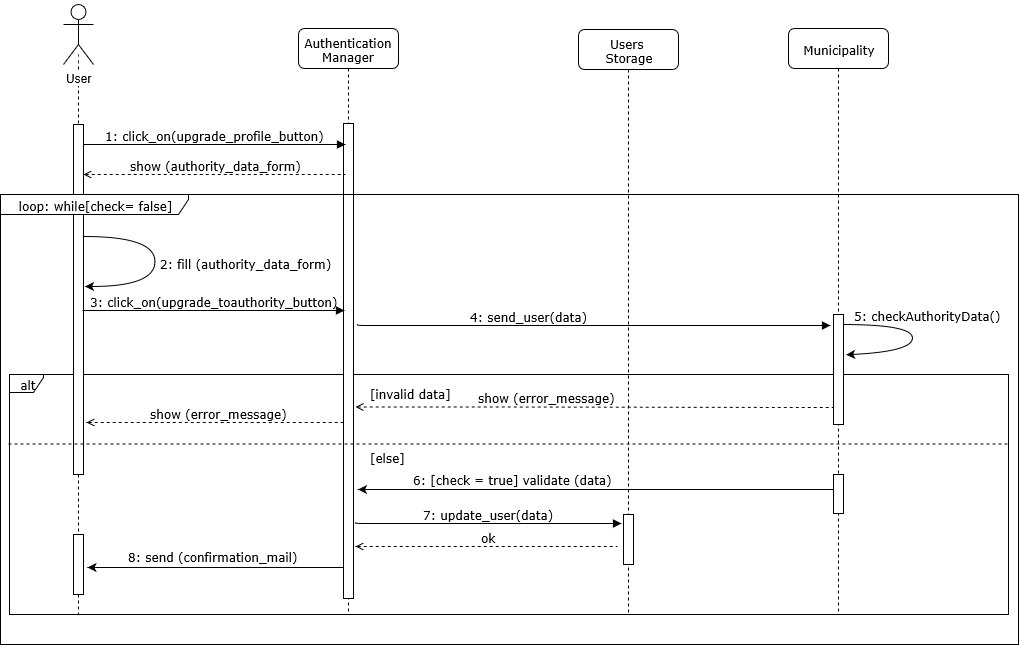 User
Authentication
Manager
Users
Storage
Municipality
1: click_on(upgrade_profile_button)
show (authority_data_form)
loop: while[check= false]
2: fill (authority_data_form)
3: click_on(upgrade_toauthority_button)
4: send_user(data)
5: checkAuthorityData()
alt
[invalid data]
show (error_message)
show (error_message)
[else]
6: [check = true] validate (data)
7: update_user(data)
ok
8: send (confirmation_mail)